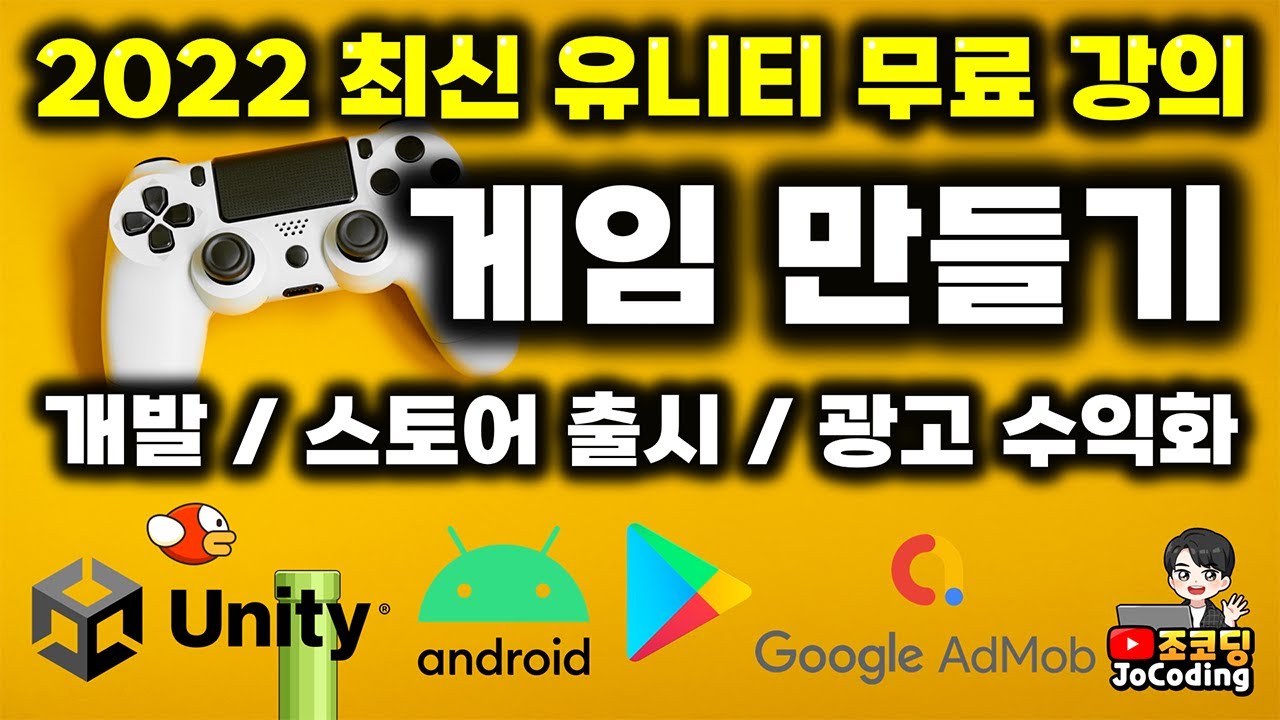 2022 최신 유니티 무료 강의
게임 만들기
개발 / 스토어 출시 / 광고 수익화
Unity®
android
Google AdMob
조코딩
JoCoding